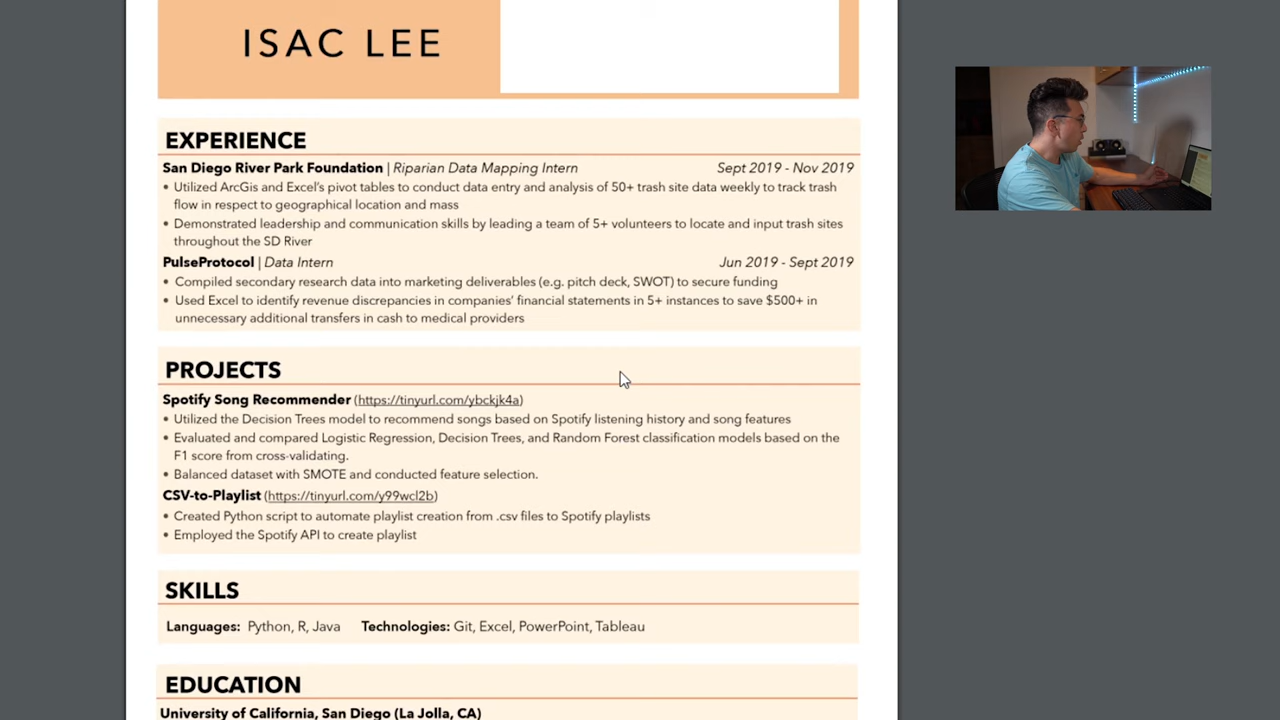 ISAC LEE
EXPERIENCE
San Diego River Park Foundation | Riparian Data Mapping Intern Sept 2019 - Nov 2019
• Utilized ArcGis and Excel's pivot tables to conduct data entry and analysis of 50+ trash site data weekly to track trash
flow in respect to geographical location and mass
• Demonstrated leadership and communication skills by leading a team of 5+ volunteers to locate and input trash sites
throughout the SD River
PulseProtocol | Data Intern Jun 2019 - Sept 2019
• Compiled secondary research data into marketing deliverables (e.g. pitch deck, SWOT) to secure funding
• Used Excel to identify revenue discrepancies in companies' financial statements in 5+ instances to save $500+ in
unnecessary additional transfers in cash to medical providers
PROJECTS
Spotify Song Recommender (https://tinyurl.com/ybckjk4a)
• Utilized the Decision Trees model to recommend songs based on Spotify listening history and song features
• Evaluated and compared Logistic Regression, Decision Trees, and Random Forest classification models based on the
F1 score from cross-validating.
• Balanced dataset with SMOTE and conducted feature selection.
CSV-to-Playlist (https://tinyurl.com/y99wcl2b)
• Created Python script to automate playlist creation from .csv files to Spotify playlists
• Employed the Spotify API to create playlist
SKILLS
Languages: Python, R, Java Technologies: Git, Excel, PowerPoint, Tableau
EDUCATION
University of California, San Diego (La Jolla, CA)